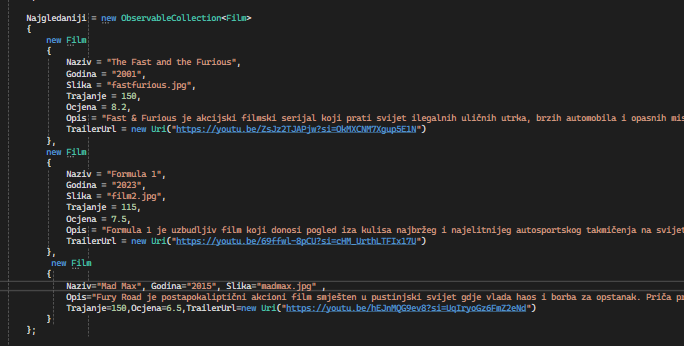 Najgledaniji = new ObservableCollection<Film>
{
new Film
{
Naziv = "The Fast and the Furious",
Godina = "2001",
Slika = "fastfurious.jpg",
Trajanje = 150,
Ocjena = 8.2,
Opis = "Fast & Furious je akcijski filmski serijal koji prati svijet ilegalnih uličnih utrka, brzih automobila i opasnih mis
TrailerUrl = new Uri("https://youtu.be/ZsJz2TJAPjw?si=OkMXCNM7Xgup5E1N")
},
new Film
{
Naziv = "Formula 1",
Godina = "2023",
Slika = "film2.jpg",
Trajanje = 115,
Ocjena = 7.5,
Opis = "Formula 1 je uzbudljiv film koji donosi pogled iza kulisa najbržeg i najelitnijeg autosportskog takmičenja na svijet
TrailerUrl = new Uri("https://youtu.be/69ffwl-8pCU?si=cHM_UrthLTFIx17U")
},
new Film
{
Naziv="Mad Max", Godina="2015", Slika="madmax.jpg" ,
Opis="Fury Road je postapokaliptični akcioni film smješten u pustinjski svijet gdje vlada haos i borba za opstanak. Priča pr
Trajanje=150,Ocjena=6.5,TrailerUrl=new Uri("https://youtu.be/hEJnMQG9ev8?si=UqIryoGz6FmZ2eNd")
}
};